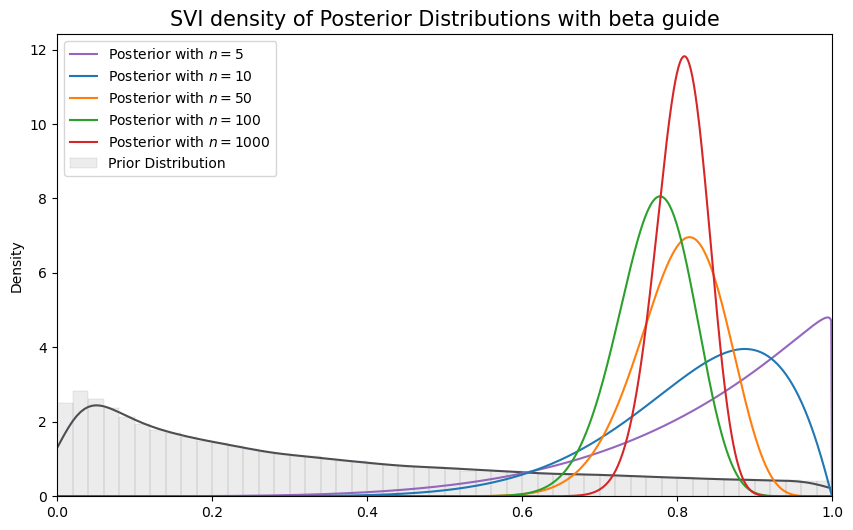 SVI density of Posterior Distributions with beta guide
Posterior with n = 5
Posterior with n = 10
Posterior with n = 50
Posterior with n = 100
Posterior with n = 1000
Prior Distribution
Density
12
10
8
6
4
2
0
0.0 0.2 0.4 0.6 0.8 1.0